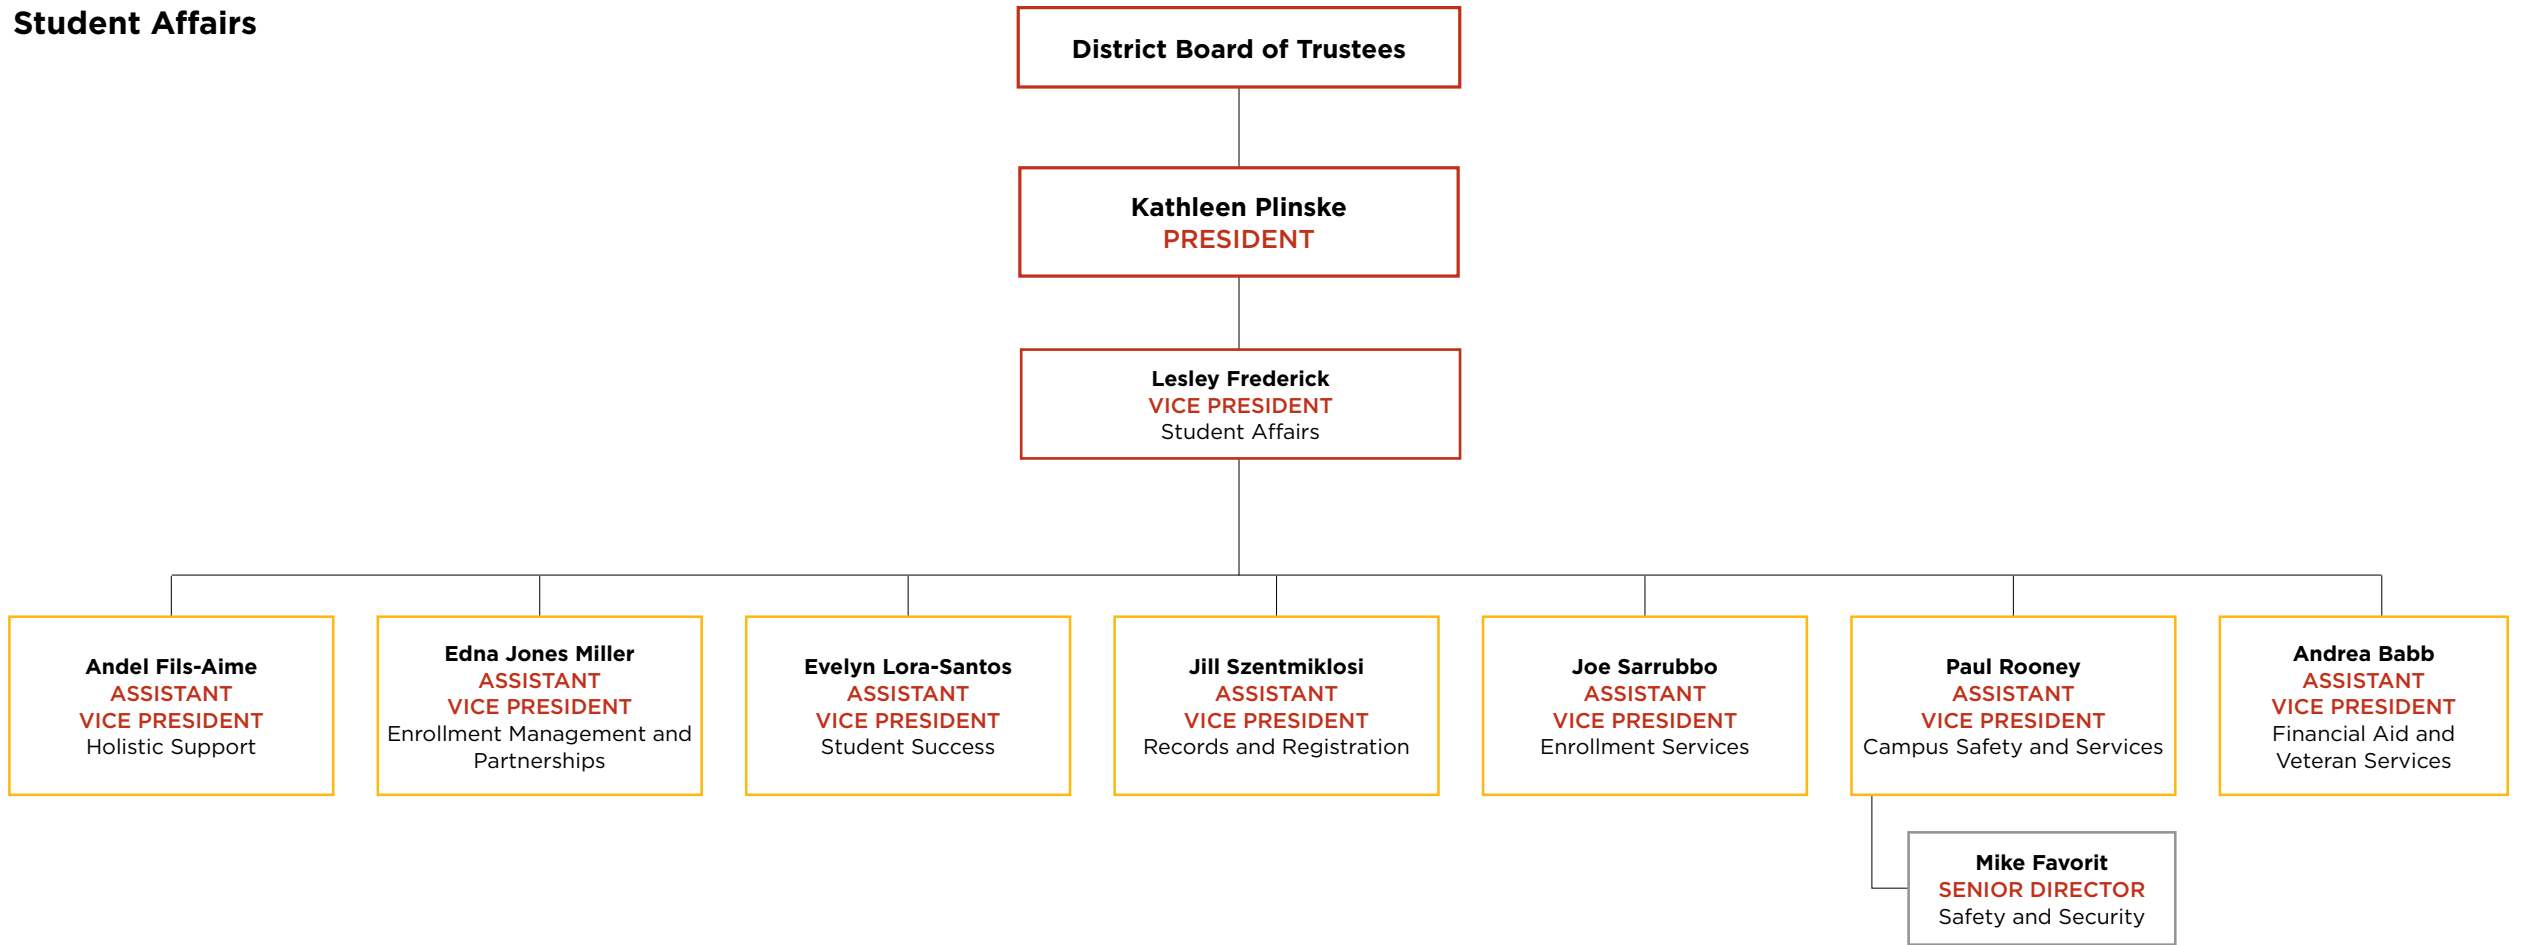 Student Affairs
District Board of Trustees
Kathleen Plinske
PRESIDENT
Lesley Frederick
VICE PRESIDENT
Student Affairs
Andel Fils-Aime
ASSISTANT
VICE PRESIDENT
Holistic Support
Edna Jones Miller
ASSISTANT
VICE PRESIDENT
Enrollment Management and
Partnerships
Evelyn Lora-Santos
ASSISTANT
VICE PRESIDENT
Student Success
Jill Szentmiklosi
ASSISTANT
VICE PRESIDENT
Records and Registration
Joe Sarrubbo
ASSISTANT
VICE PRESIDENT
Enrollment Services
Paul Rooney
ASSISTANT
VICE PRESIDENT
Campus Safety and Services
Andrea Babb
ASSISTANT
VICE PRESIDENT
Financial Aid and
Veteran Services
Mike Favorit
SENIOR DIRECTOR
Safety and Security